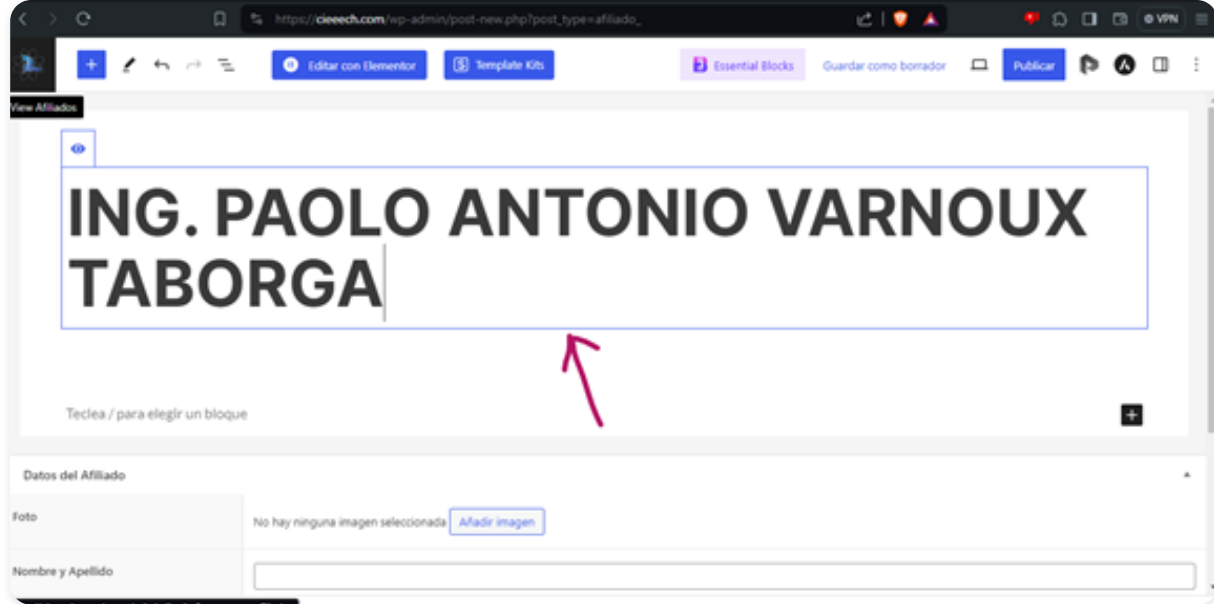 https://cieeech.com/wp-admin/post-new.php?post_type=afiliado_
VPN
+ Editar con Elementor Template Kits Essential Blocks Guardar como borrador Publicar
View Afiliados
ING. PAOLO ANTONIO VARNOUX
TABORGA
Teclea / para elegir un bloque
Datos del Afiliado
Foto
No hay ninguna imagen seleccionada Añadir imagen
Nombre y Apellido